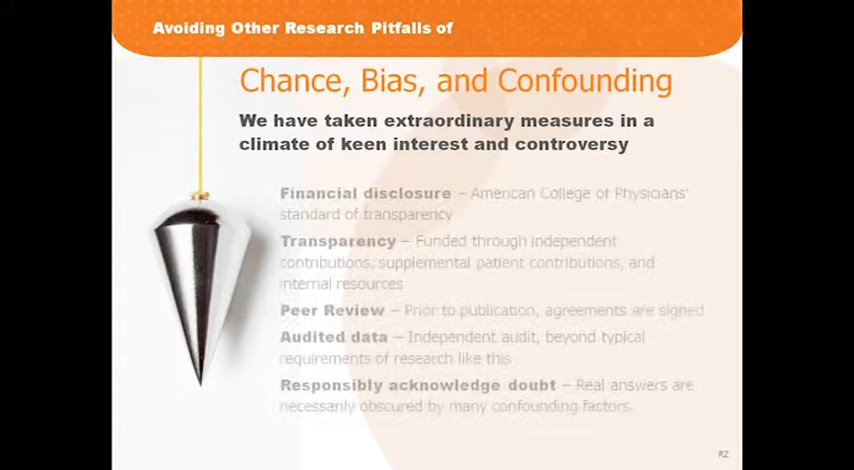 Avoiding Other Research Pitfalls of
Chance, Bias, and Confounding
We have taken extraordinary measures in a
climate of keen interest and controversy
Financial disclosure – American College of Physicians'
standard of transparency
Transparency – Funded through independent
contributions, supplemental patient contributions, and
internal resources
Peer Review – Prior to publication, agreements are signed
Audited data – Independent audit, beyond typical
requirements of research like this
Responsibly acknowledge doubt – Real answers are
necessarily obscured by many confounding factors.
R2